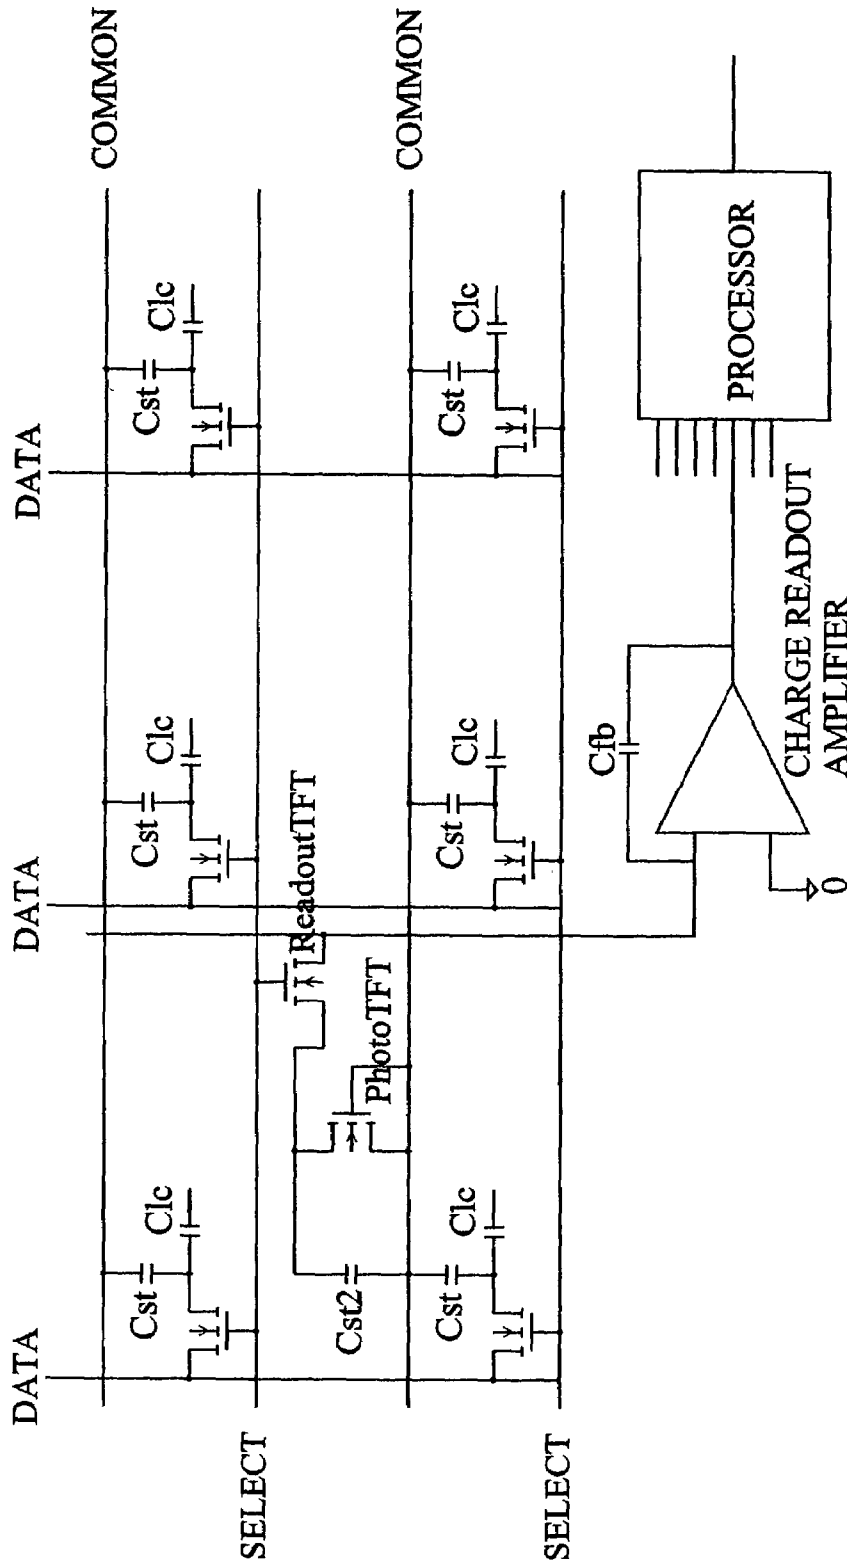 DATA
DATA
DATA
COMMON
Cst
Clc
Cst
Clc
Cst
Clc
SELECT
ReadoutTFT
PhotoTFT
Cst2
COMMON
Cst
Clc
Cst
Clc
Cst
Clc
SELECT
Cfb
0
CHARGE READOUT
AMPLIFIER
PROCESSOR